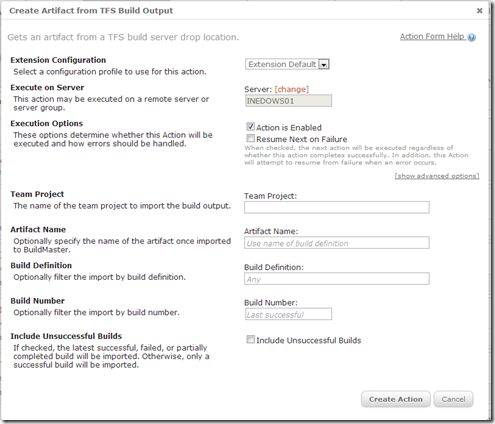 Create Artifact from TFS Build Output
Gets an artifact from a TFS build server drop location.
Action Form Help
Extension Configuration
Select a configuration profile to use for this action.
Extension Default
Execute on Server
This action may be executed on a remote server or
server group.
Server: [change]
INEDOWS01
Execution Options
These options determine whether this Action will be
executed and how errors should be handled.
Action is Enabled
Resume Next on Failure
When checked, the next action will be executed regardless of
whether this action completes successfully. In addition, this Action
will attempt to resume from failure when an error occurs.
[show advanced options]
Team Project
The name of the team project to import the build output.
Team Project:
Artifact Name
Optionally specify the name of the artifact once imported
to BuildMaster.
Artifact Name:
Use name of build definition
Build Definition
Optionally filter the import by build definition.
Build Definition:
Any
Build Number
Optionally filter the import by build number.
Build Number:
Last successful
Include Unsuccessful Builds
If checked, the latest successful, failed, or partially
completed build will be imported. Otherwise, only a
successful build will be imported.
Include Unsuccessful Builds
Create Action
Cancel